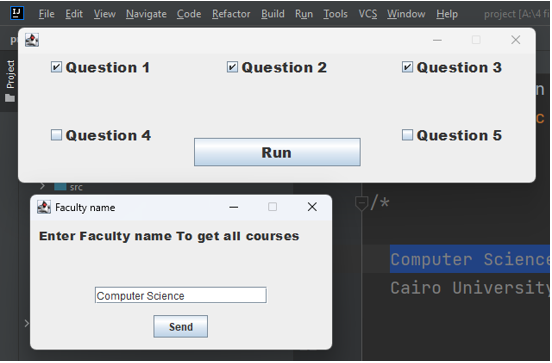 IJ File Edit View Navigate Code Refactor Build Run Tools VCS Window Help project [A:\4 fi
Project
Question 1 Question 2 Question 3
Question 4 Question 5
Run
src
Faculty name
Enter Faculty name To get all courses
Computer Science
Send
/*
Computer Science
Cairo University